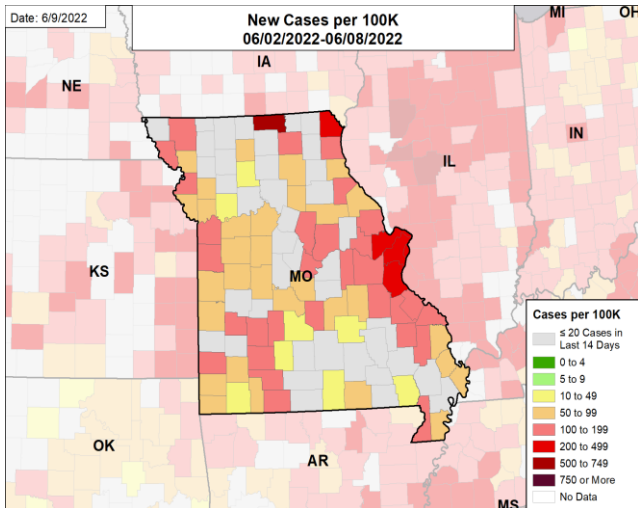 Date: 6/9/2022
New Cases per 100K
06/02/2022-06/08/2022
MI
OH
IA
NE
IN
IL
KS
MO
Cases per 100K
≤ 20 Cases in
Last 14 Days
0 to 4
5 to 9
10 to 49
50 to 99
100 to 199
200 to 499
500 to 749
750 or More
No Data
OK
AR
MS